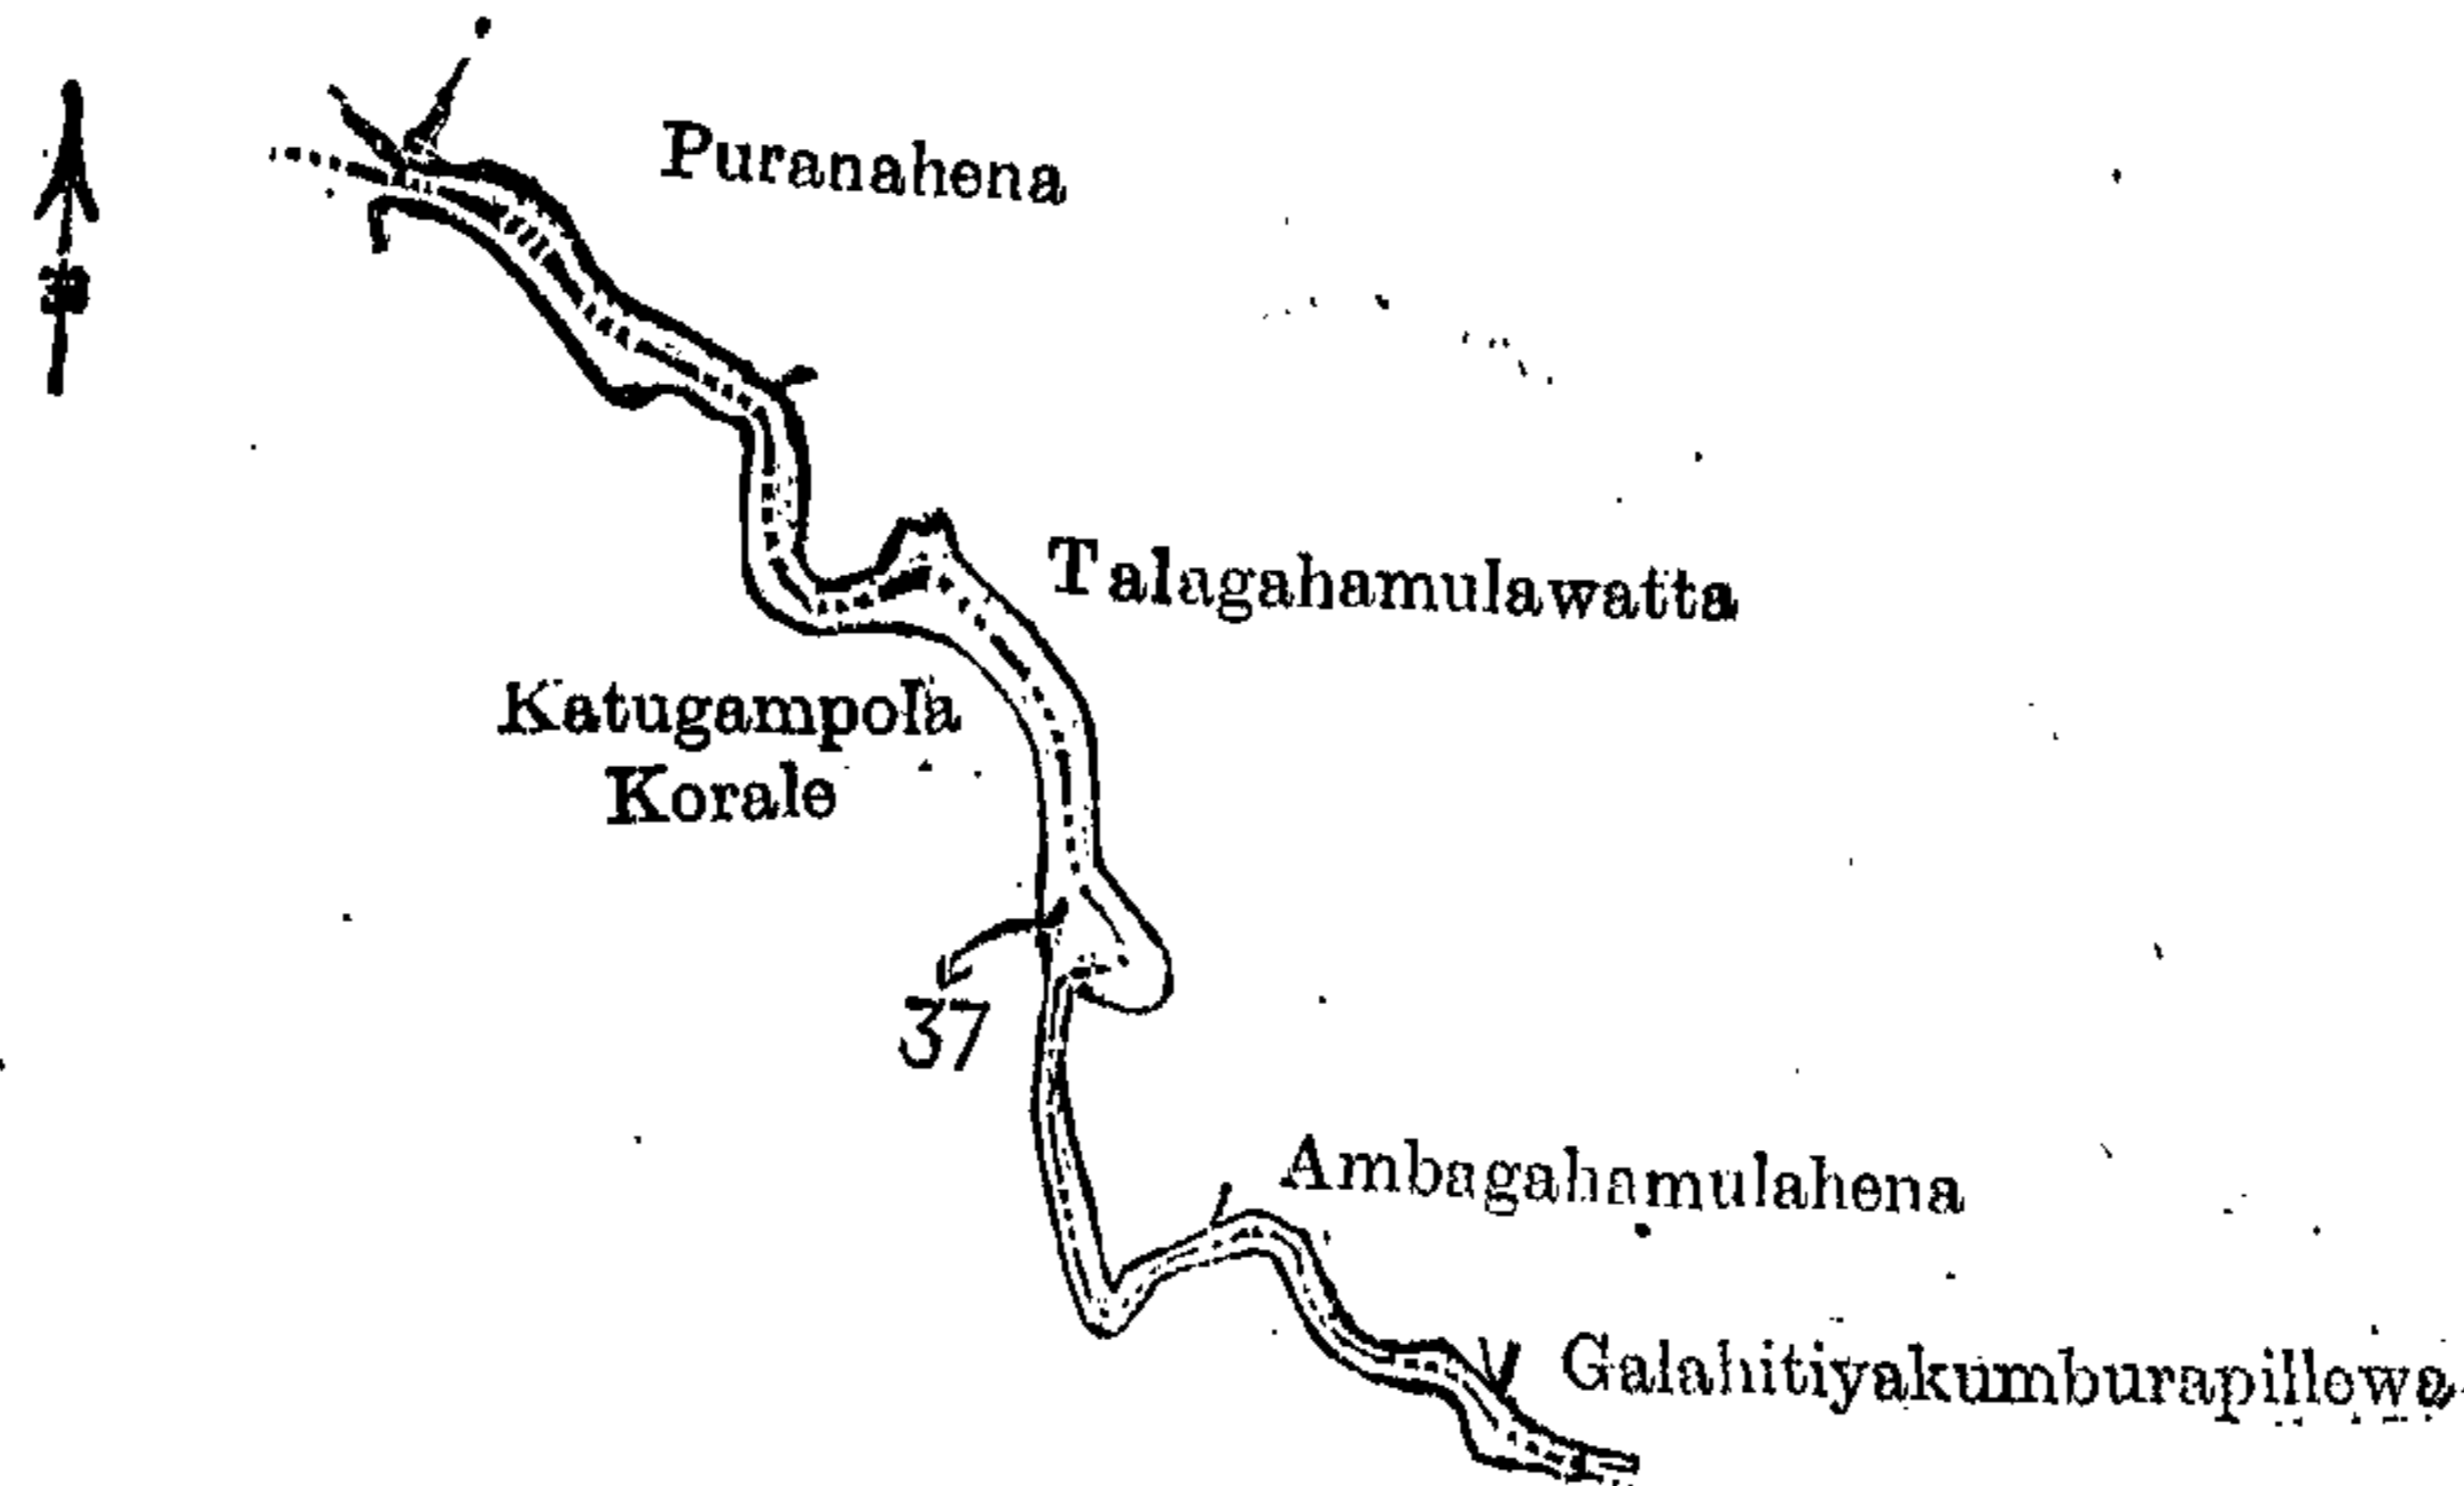 Puranahena
Talagahamulawatta
Katugampola
Korale
37
Ambagahamulahena
Galahitiyakumburapillewa